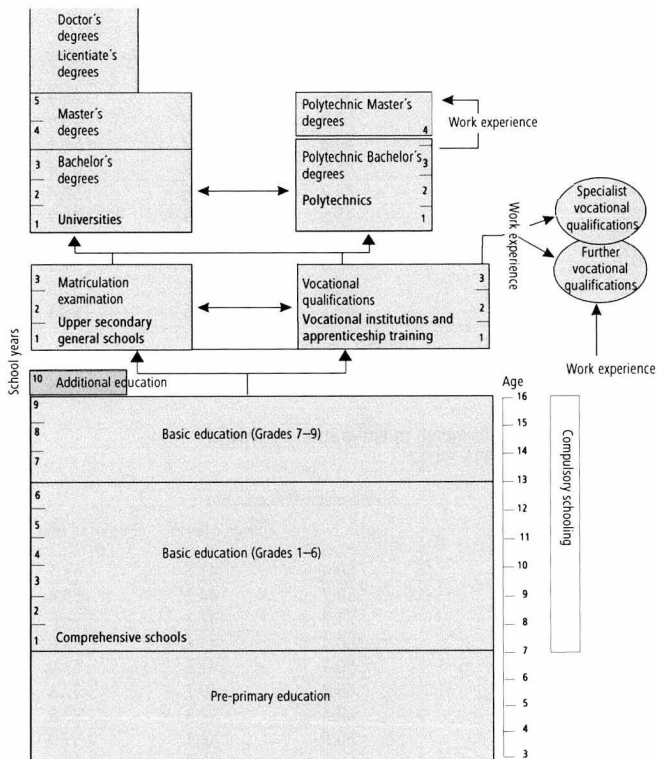 Doctor´s
degrees
Licentiate's
degrees
5
4
Master´s
degrees
3
2
1
Bachelor´s
degrees
Universities
Polytechnic Master´s
degrees
4
Work experience
Polytechnic Bachelor´s
degrees
Polytechnics
3
2
1
Specialist
vocational
qualifications
Further
vocational
qualifications
Work experience
Work experience
3
2
1
Matriculation
examination
Upper secondary
general schools
Vocational
qualifications
Vocational institutions and
apprenticeship training
3
2
1
School years
10 Additional education
9
8
7
Basic education (Grades 7–9)
6
5
4
3
2
1
Basic education (Grades 1–6)
Comprehensive schools
Pre-primary education
Age
16
15
14
13
12
11
10
9
8
7
6
5
4
3
Compulsory schooling